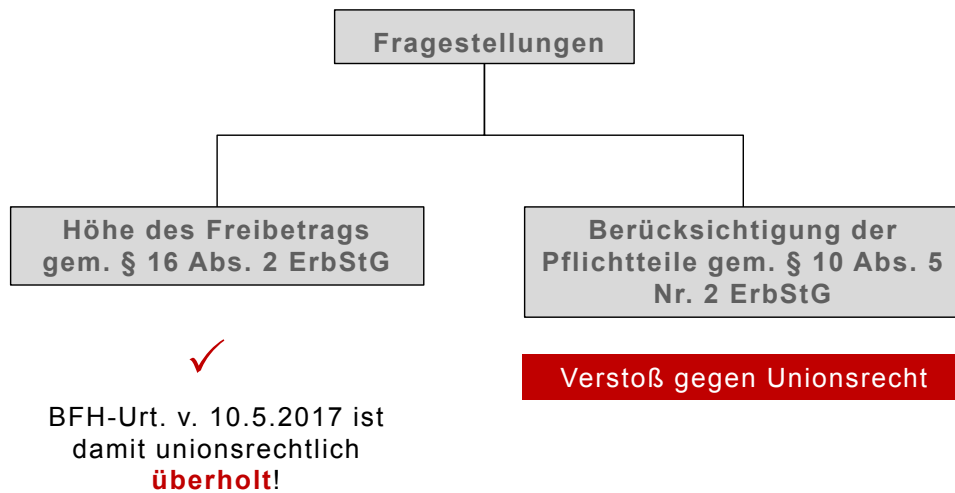 Fragestellungen
Höhe des Freibetrags
gem. § 16 Abs. 2 ErbStG
✓
BFH-Urt. v. 10.5.2017 ist
damit unionsrechtlich
überholt!
Berücksichtigung der
Pflichtteile gem. § 10 Abs. 5
Nr. 2 ErbStG
Verstoß gegen Unionsrecht